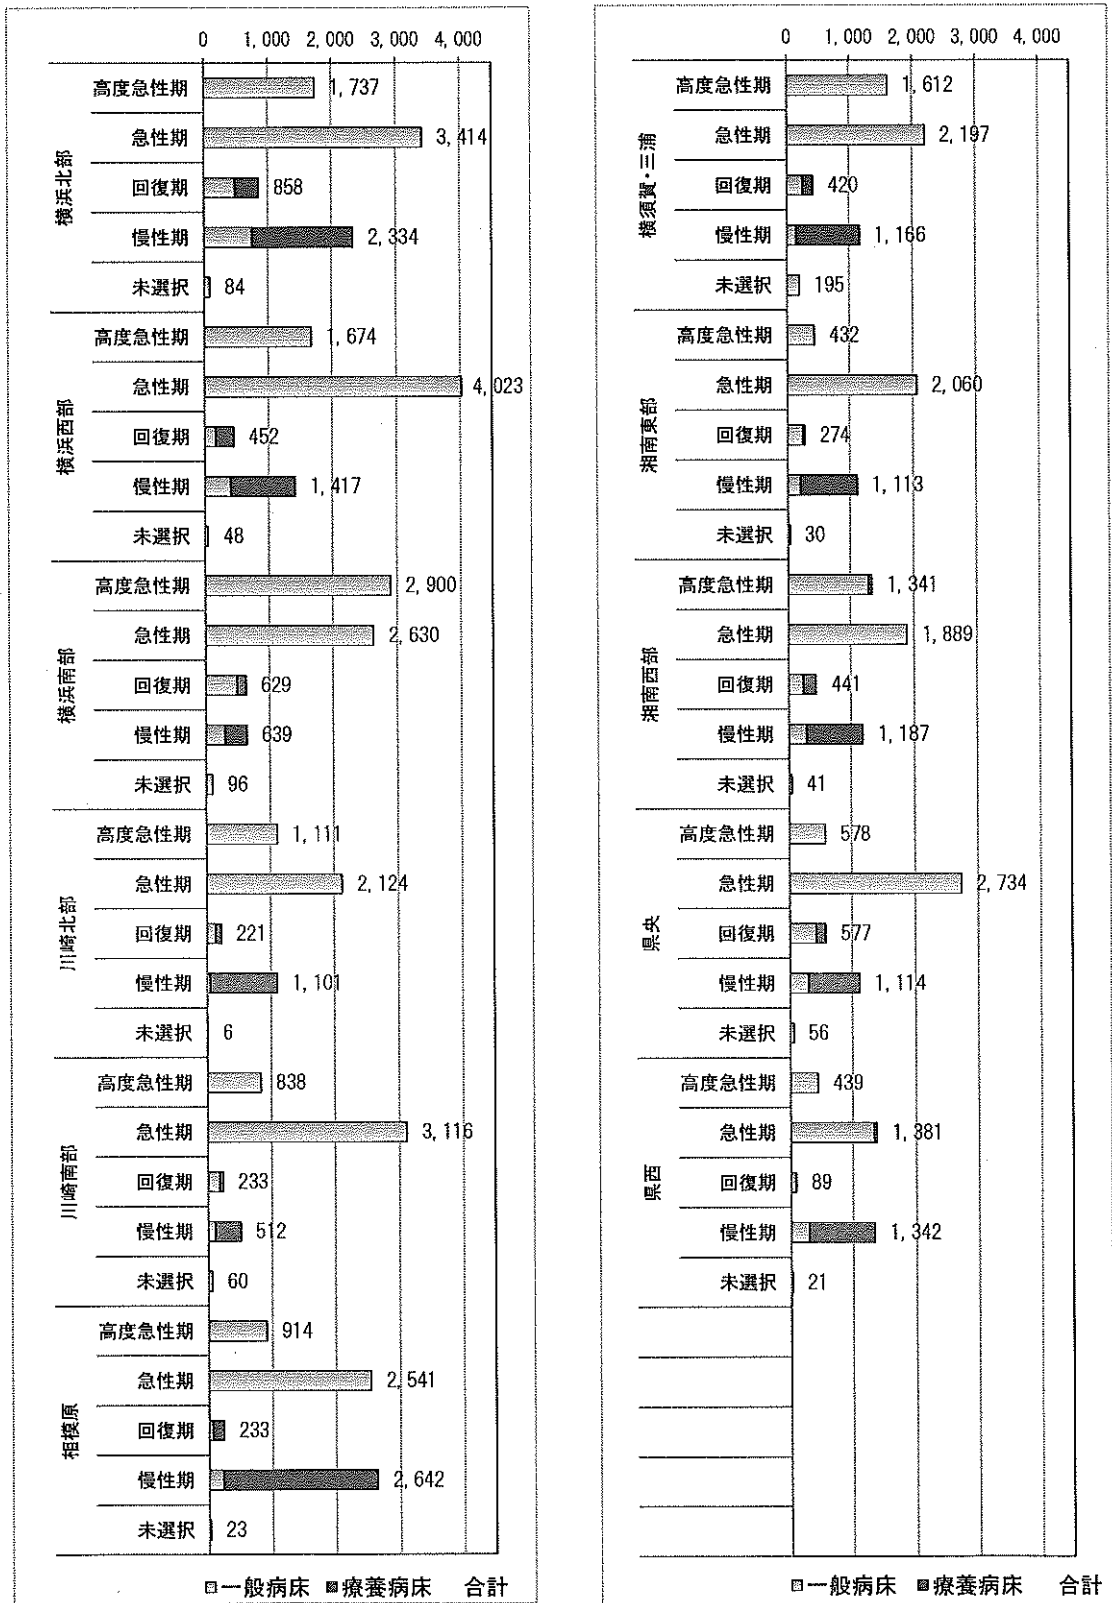 0 1,000 2,000 3,000 4,000
横浜北部
高度急性期 1,737
急性期 3,414
回復期 858
慢性期 2,334
未選択 84
横浜西部
高度急性期 1,674
急性期 4,023
回復期 452
慢性期 1,417
未選択 48
横浜南部
高度急性期 2,900
急性期 2,630
回復期 629
慢性期 639
未選択 96
川崎北部
高度急性期 1,111
急性期 2,124
回復期 221
慢性期 1,101
未選択 6
川崎南部
高度急性期 838
急性期 3,116
回復期 233
慢性期 512
未選択 60
相模原
高度急性期 914
急性期 2,541
回復期 233
慢性期 2,642
未選択 23
一般病床 療養病床 合計
0 1,000 2,000 3,000 4,000
横須賀・三浦
高度急性期 1,612
急性期 2,197
回復期 420
慢性期 1,166
未選択 195
湘南東部
高度急性期 432
急性期 2,060
回復期 274
慢性期 1,113
未選択 30
湘南西部
高度急性期 1,341
急性期 1,889
回復期 441
慢性期 1,187
未選択 41
県央
高度急性期 578
急性期 2,734
回復期 577
慢性期 1,114
未選択 56
県西
高度急性期 439
急性期 1,381
回復期 89
慢性期 1,342
未選択 21
一般病床 療養病床 合計